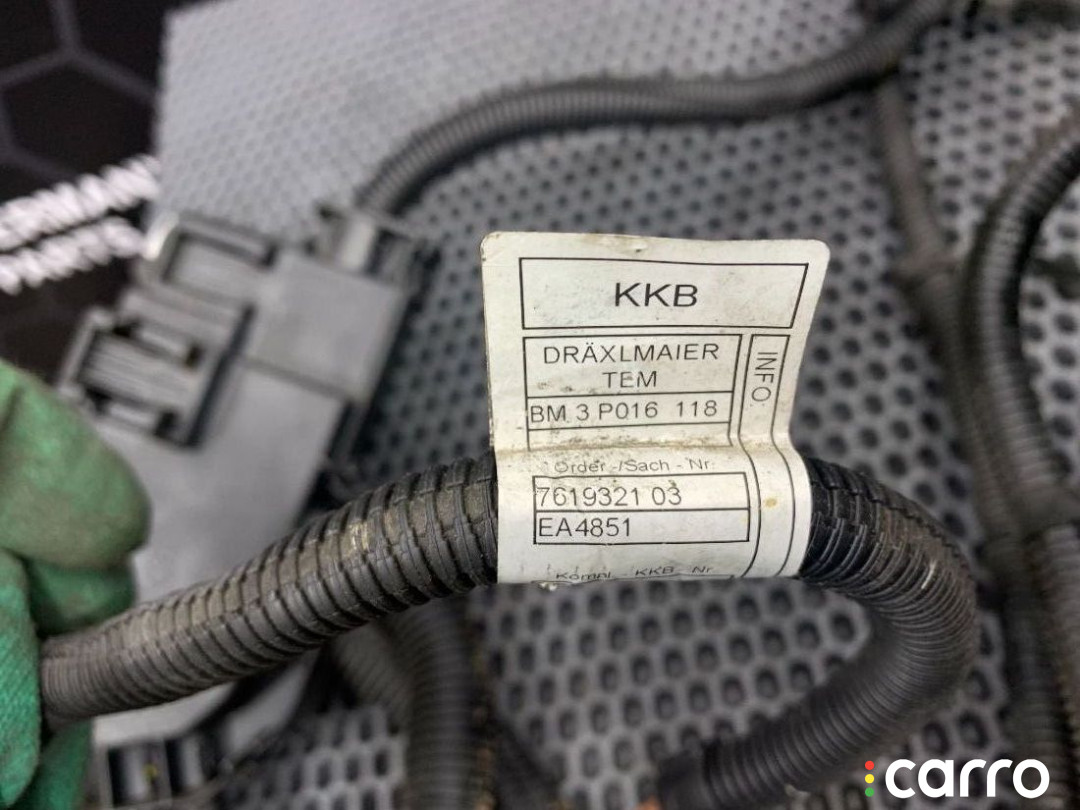 KKB
DRÄXLMAIER
TEM
INFO:
BM 3 P016 118
Order -/Sach - Nr.
7619321 03
EA4851
Kompl. KKB - Nr.
carro